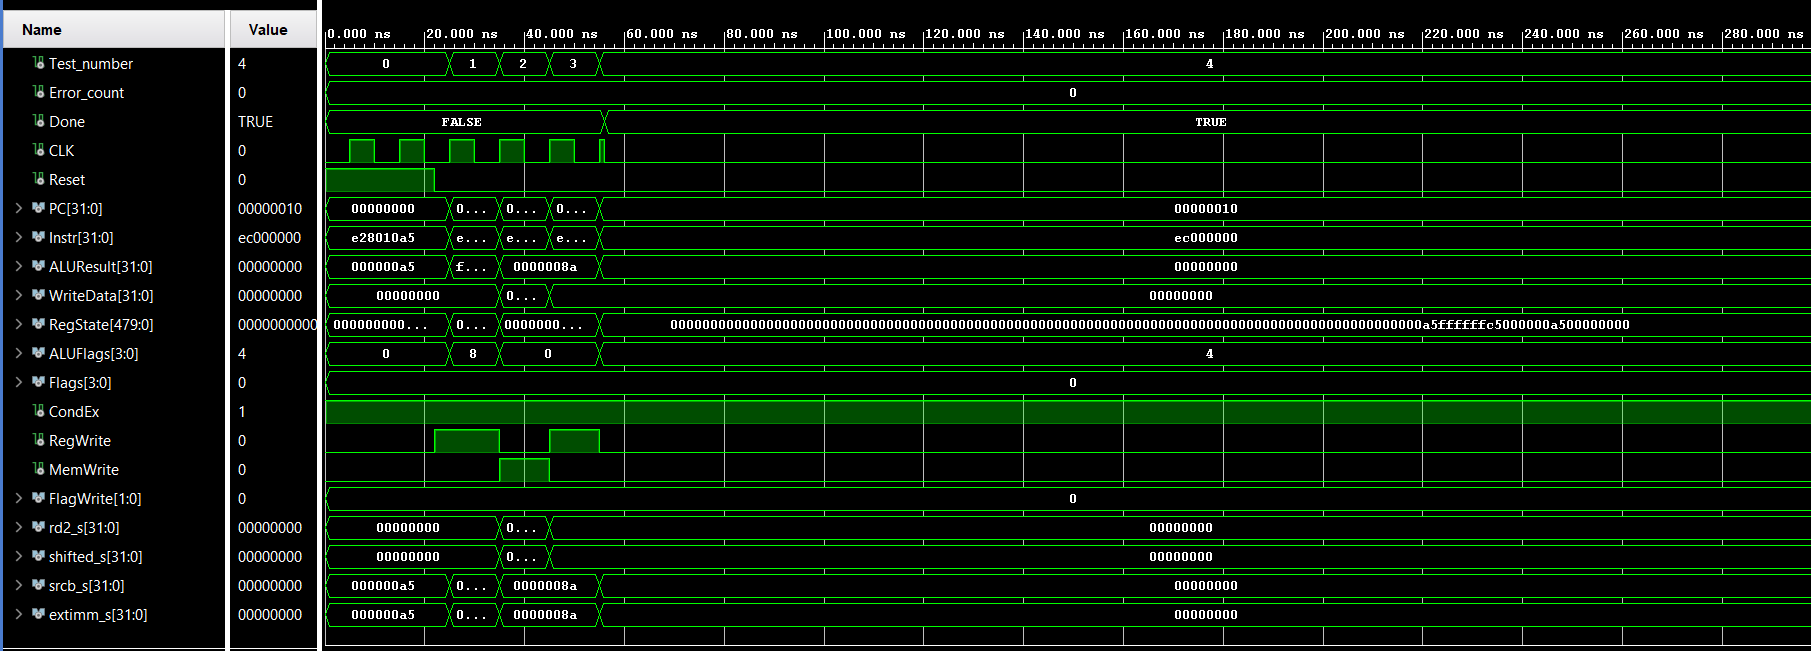 Name Value 0.000 ns 20.000 ns 40.000 ns 60.000 ns 80.000 ns 100.000 ns 120.000 ns 140.000 ns 160.000 ns 180.000 ns 200.000 ns 220.000 ns 240.000 ns 260.000 ns 280.000 ns
Test_number 4 0 1 2 3 4
Error_count 0 0
Done TRUE FALSE TRUE
CLK 0
Reset 0
PC[31:0] 00000010 00000000 0... 0... 0... 00000010
Instr[31:0] ec000000 e28010a5 e... e... e... ec000000
ALUResult[31:0] 00000000 000000a5 f... 0000008a 00000000
WriteData[31:0] 00000000 00000000 0... 00000000
RegState[479:0] 0000000000 000000000... 0... 0000000... 0000000000000000000000000000000000000000000000000000000000000000000000000000000000000000000000a5ffffffc5000000a500000000
ALUFlags[3:0] 4 0 8 0 4
Flags[3:0] 0 0
CondEx 1
RegWrite 0
MemWrite 0
FlagWrite[1:0] 0 0
rd2_s[31:0] 00000000 00000000 0... 00000000
shifted_s[31:0] 00000000 00000000 0... 00000000
srcb_s[31:0] 00000000 000000a5 0... 0000008a 00000000
extimm_s[31:0] 00000000 000000a5 0... 0000008a 00000000